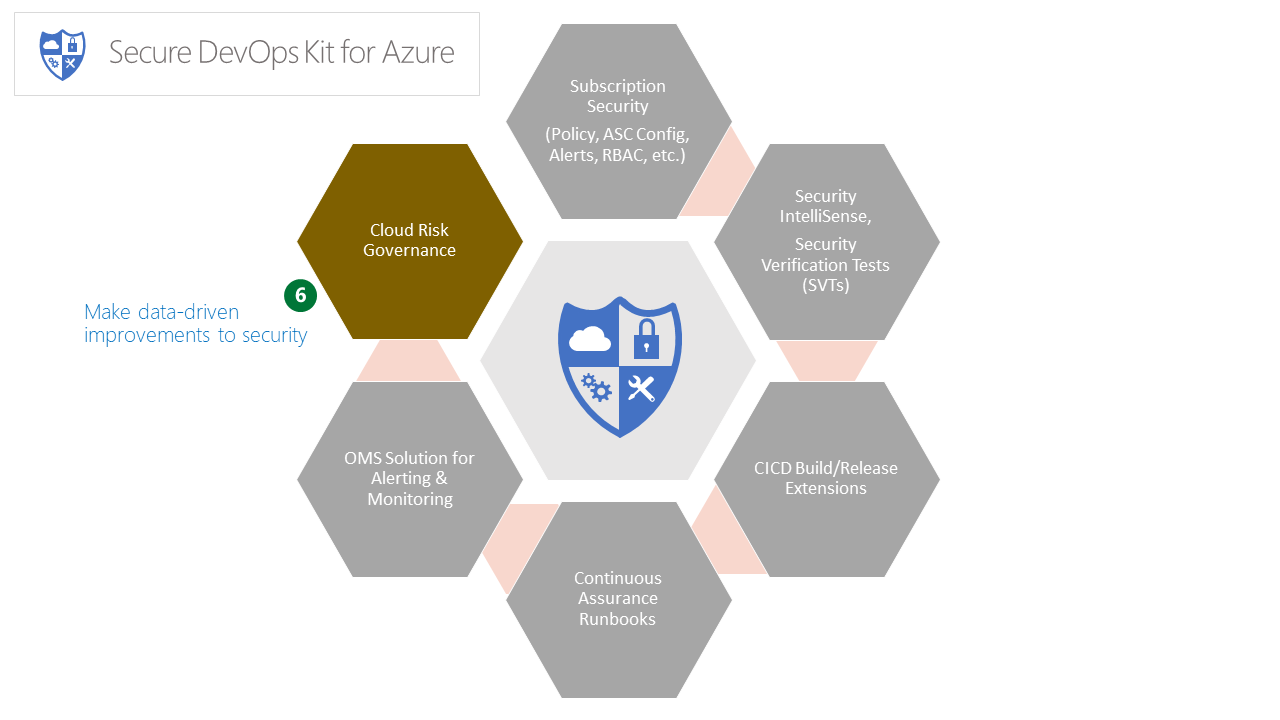 Secure DevOps Kit for Azure
Subscription
Security
(Policy, ASC Config,
Alerts, RBAC, etc.)
Security
IntelliSense,
Security
Verification Tests
(SVTs)
CICD Build/Release
Extensions
Continuous
Assurance
Runbooks
OMS Solution for
Alerting &
Monitoring
Cloud Risk
Governance
6
Make data-driven
improvements to security